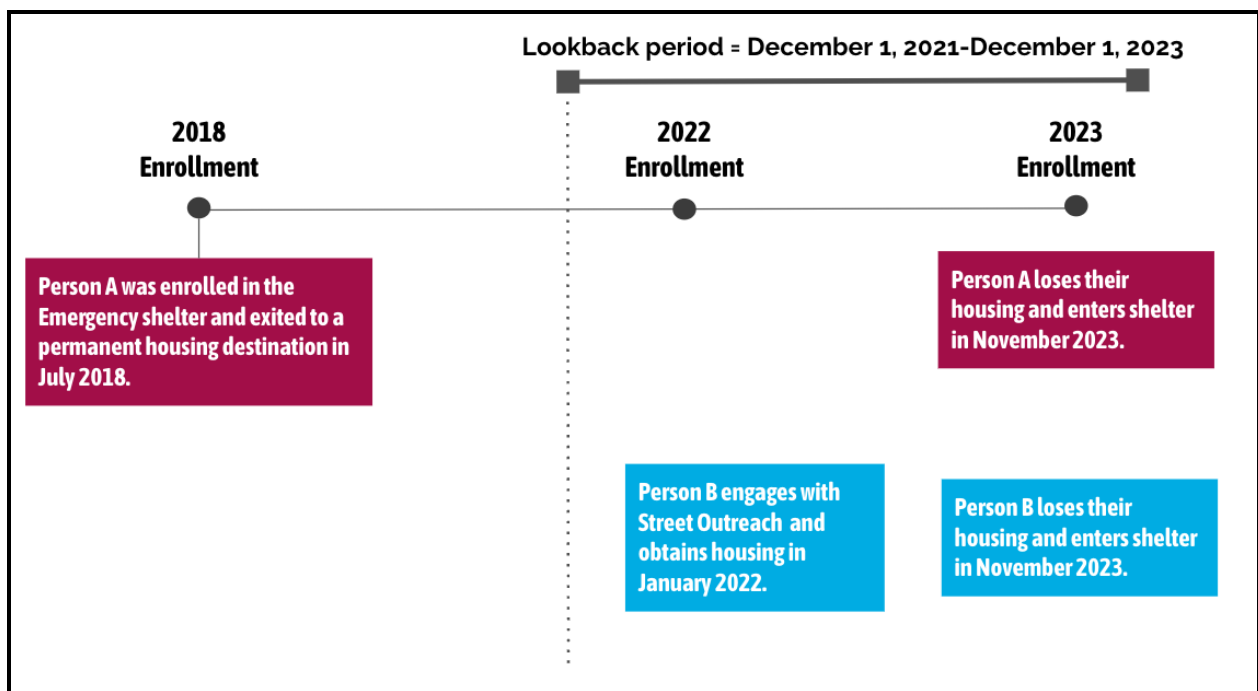 Lookback period = December 1, 2021-December 1, 2023
2018
Enrollment
2022
Enrollment
2023
Enrollment
Person A was enrolled in the
Emergency shelter and exited to a
permanent housing destination in
July 2018.
Person A loses their
housing and enters shelter
in November 2023.
Person B engages with
Street Outreach and
obtains housing in
January 2022.
Person B loses their
housing and enters shelter
in November 2023.